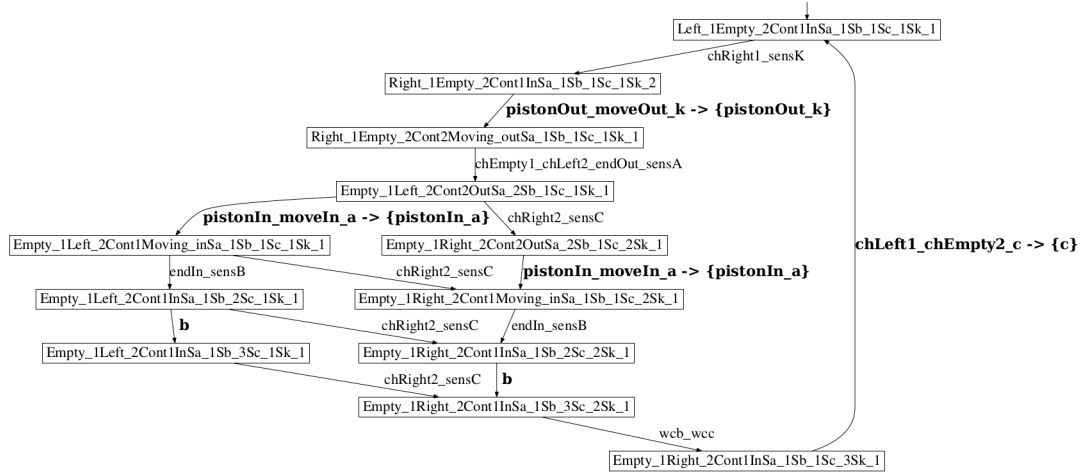 Left_1Empty_2Cont1InSa_1Sb_1Sc_1Sk_1
chRight1_sensK
Right_1Empty_2Cont1InSa_1Sb_1Sc_1Sk_2
pistonOut_moveOut_k -> {pistonOut_k}
Right_1Empty_2Cont2Moving_outSa_1Sb_1Sc_1Sk_1
chEmpty1_chLeft2_endOut_sensA
Empty_1Left_2Cont2OutSa_2Sb_1Sc_1Sk_1
pistonIn_moveIn_a -> {pistonIn_a}
chRight2_sensC
Empty_1Left_2Cont1Moving_inSa_1Sb_1Sc_1Sk_1
Empty_1Right_2Cont2OutSa_2Sb_1Sc_2Sk_1
chLeft1_chEmpty2_c -> {c}
endIn_sensB
chRight2_sensC
pistonIn_moveIn_a -> {pistonIn_a}
Empty_1Left_2Cont1InSa_1Sb_2Sc_1Sk_1
Empty_1Right_2Cont1Moving_inSa_1Sb_1Sc_2Sk_1
b
chRight2_sensC
endIn_sensB
Empty_1Left_2Cont1InSa_1Sb_3Sc_1Sk_1
Empty_1Right_2Cont1InSa_1Sb_2Sc_2Sk_1
chRight2_sensC
b
Empty_1Right_2Cont1InSa_1Sb_3Sc_2Sk_1
wcb_wcc
Empty_1Right_2Cont1InSa_1Sb_1Sc_3Sk_1